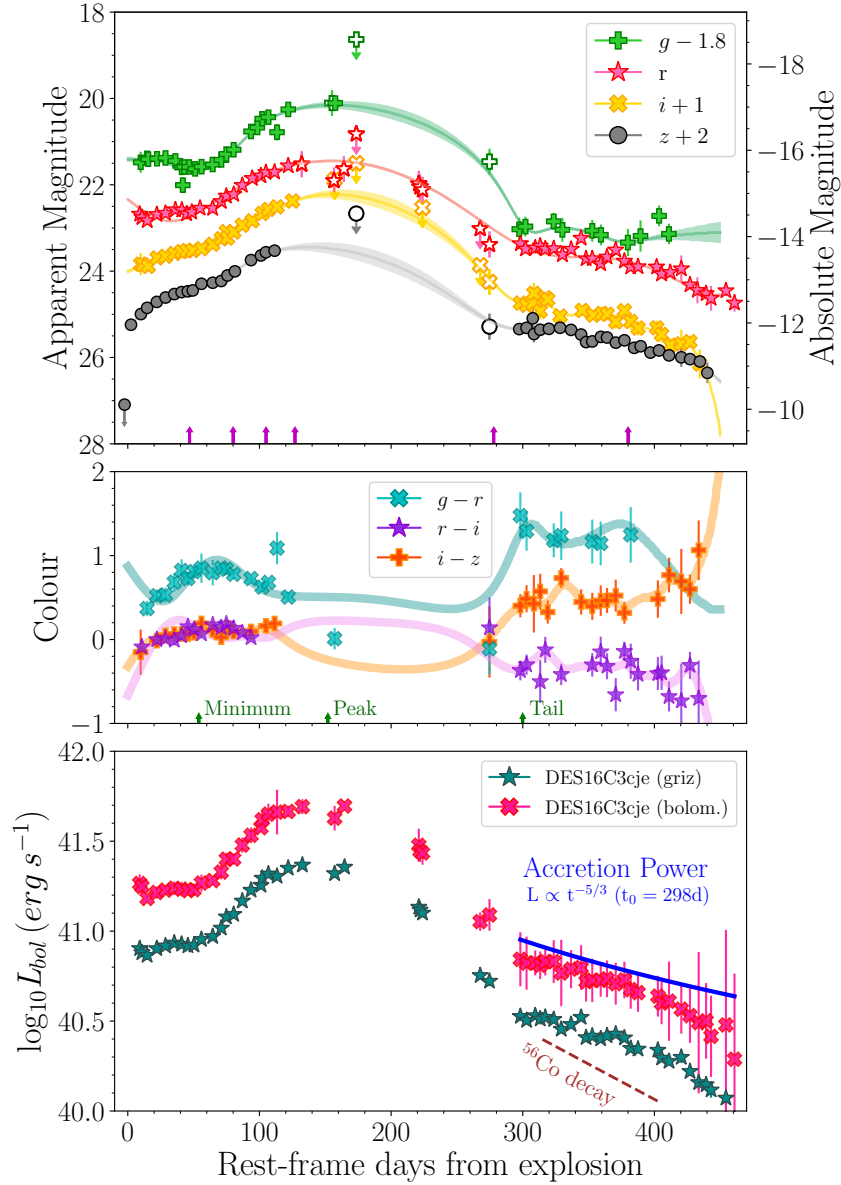 18
20
22
24
26
28
Apparent Magnitude
−18
−16
−14
−12
−10
Absolute Magnitude
g − 1.8
r
i + 1
z + 2
2
1
0
−1
Colour
g − r
r − i
i − z
Minimum
Peak
Tail
42.0
41.5
41.0
40.5
40.0
log₁₀ L_bol (erg s⁻¹)
DES16C3cje (griz)
DES16C3cje (bolom.)
Accretion Power
L ∝ t⁻⁵/³ (t₀ = 298d)
⁵⁶Co decay
0
100
200
300
400
Rest-frame days from explosion